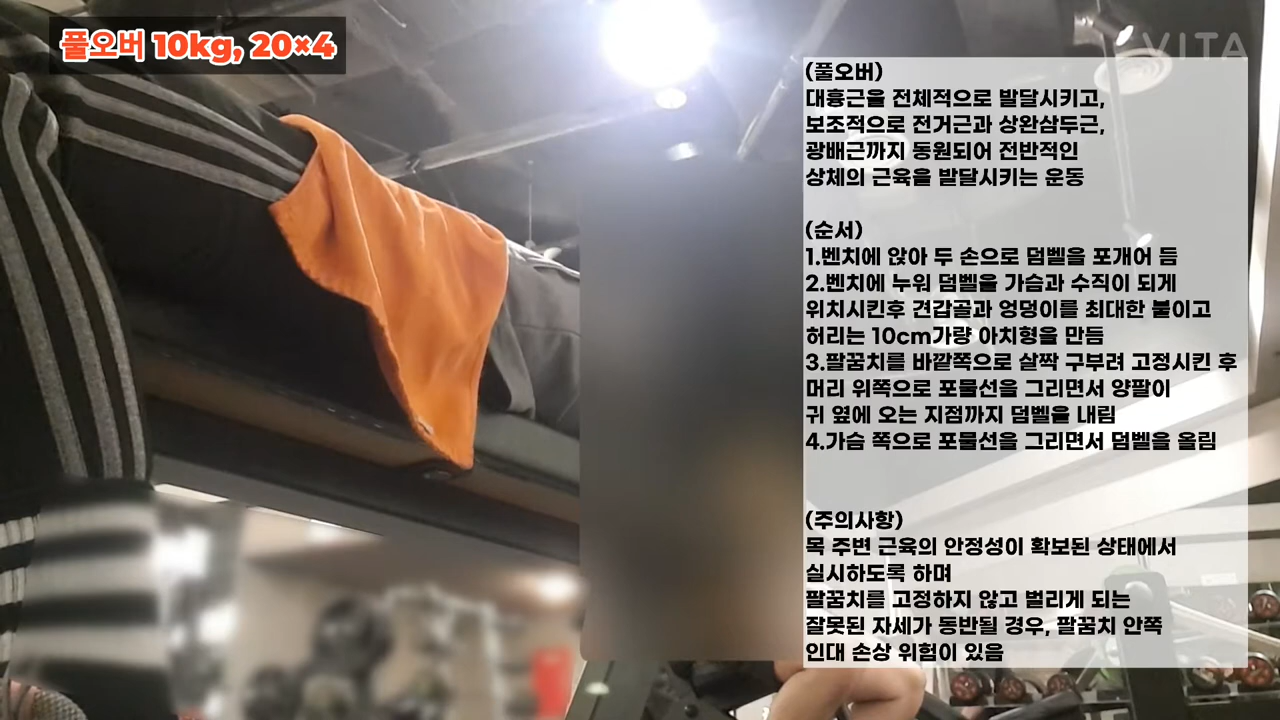 풀오버 10kg, 20×4
VITA
(풀오버)
대흉근을 전체적으로 발달시키고,
보조적으로 전거근과 상완삼두근,
광배근까지 동원되어 전반적인
상체의 근육을 발달시키는 운동
(순서)
1.벤치에 앉아 두 손으로 덤벨을 포개어 듬
2.벤치에 누워 덤벨을 가슴과 수직이 되게
위치시킨후 견갑골과 엉덩이를 최대한 붙이고
허리는 10cm가량 아치형을 만듬
3.팔꿈치를 바깥쪽으로 살짝 구부려 고정시킨 후
머리 위쪽으로 포물선을 그리면서 양팔이
귀 옆에 오는 지점까지 덤벨을 내림
4.가슴 쪽으로 포물선을 그리면서 덤벨을 올림
(주의사항)
목 주변 근육의 안정성이 확보된 상태에서
실시하도록 하며
팔꿈치를 고정하지 않고 벌리게 되는
잘못된 자세가 동반될 경우, 팔꿈치 안쪽
인대 손상 위험이 있음